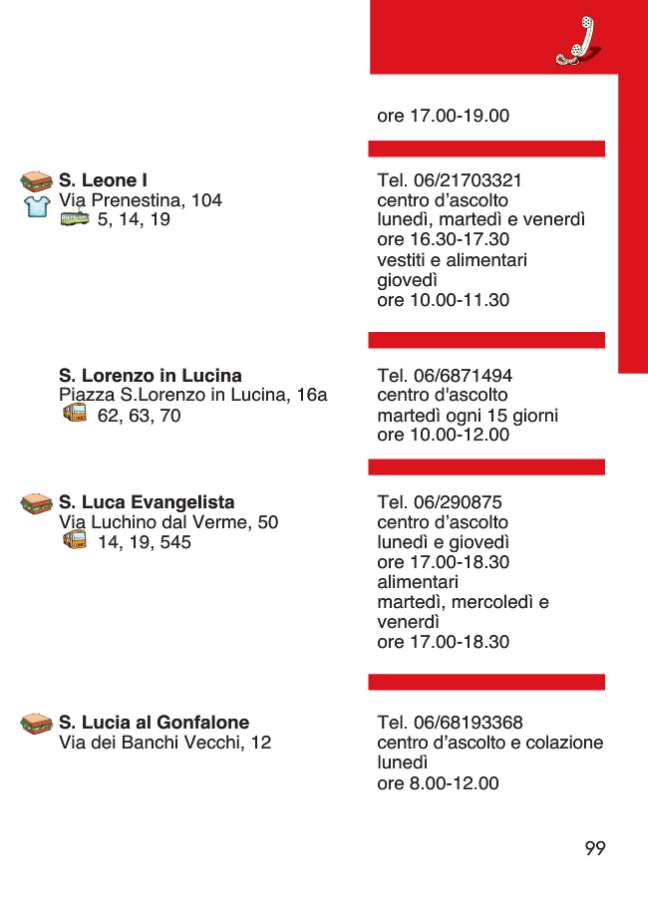 ore 17.00-19.00
S. Leone I
Via Prenestina, 104
5, 14, 19
Tel. 06/21703321
centro d'ascolto
lunedì, martedì e venerdì
ore 16.30-17.30
vestiti e alimentari
giovedì
ore 10.00-11.30
S. Lorenzo in Lucina
Piazza S.Lorenzo in Lucina, 16a
62, 63, 70
Tel. 06/6871494
centro d'ascolto
martedì ogni 15 giorni
ore 10.00-12.00
S. Luca Evangelista
Via Luchino dal Verme, 50
14, 19, 545
Tel. 06/290875
centro d'ascolto
lunedì e giovedì
ore 17.00-18.30
alimentari
martedì, mercoledì e
venerdì
ore 17.00-18.30
S. Lucia al Gonfalone
Via dei Banchi Vecchi, 12
Tel. 06/68193368
centro d'ascolto e colazione
lunedì
ore 8.00-12.00
99